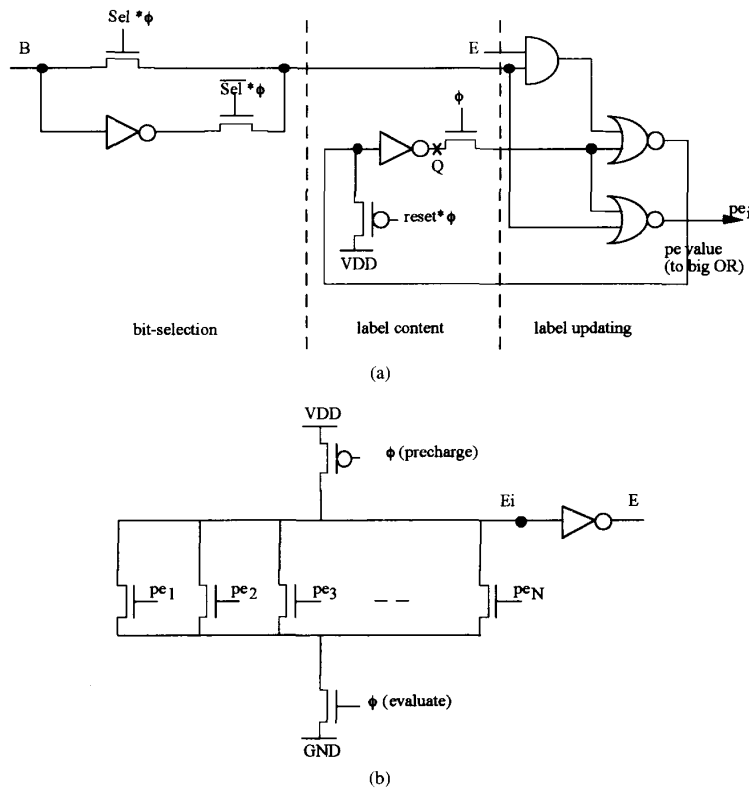 Sel *ϕ
B
E
Sel *ϕ
ϕ
Q
pe i
reset*ϕ
pe value
(to big OR)
VDD
bit-selection
label content
label updating
(a)
VDD
ϕ (precharge)
Ei
E
pe1
pe2
pe3
peN
ϕ (evaluate)
GND
(b)